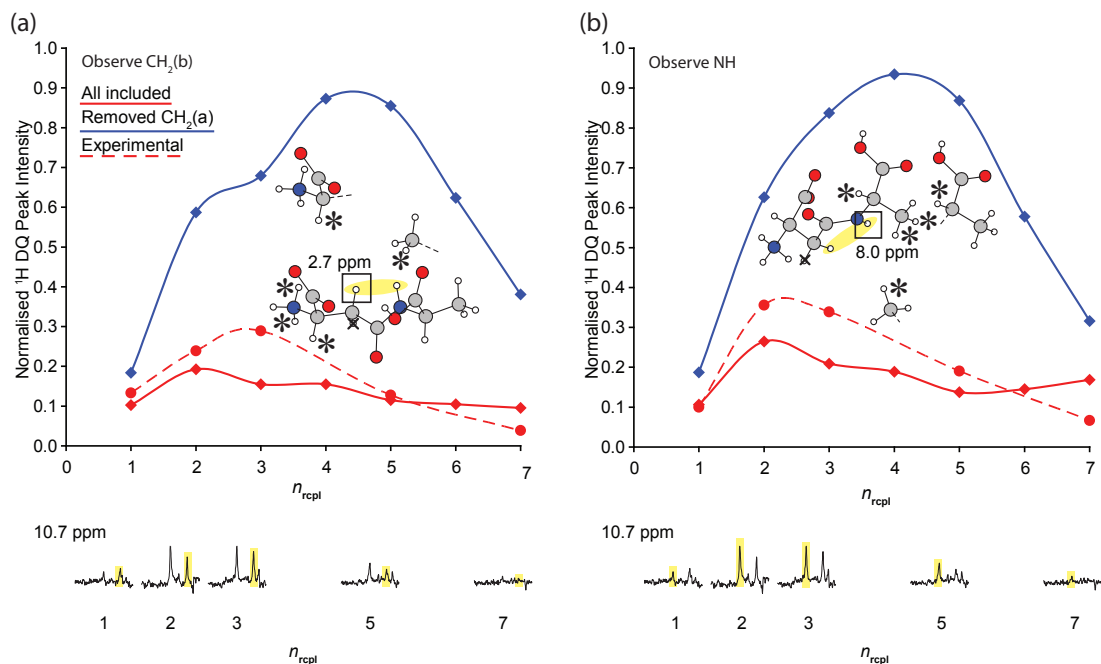 (a)
Normalised ¹H DQ Peak Intensity
1.0
0.9
0.8
0.7
0.6
0.5
0.4
0.3
0.2
0.1
0.0
Observe CH₂(b)
All included
Removed CH₂(a)
Experimental
*
2.7 ppm
*
*
*
*
×
0 1 2 3 4 5 6 7
n_rcpl
10.7 ppm
1 2 3 5 7
n_rcpl
(b)
Normalised ¹H DQ Peak Intensity
1.0
0.9
0.8
0.7
0.6
0.5
0.4
0.3
0.2
0.1
0.0
Observe NH
*
*
*
*
*
8.0 ppm
×
0 1 2 3 4 5 6 7
n_rcpl
10.7 ppm
1 2 3 5 7
n_rcpl